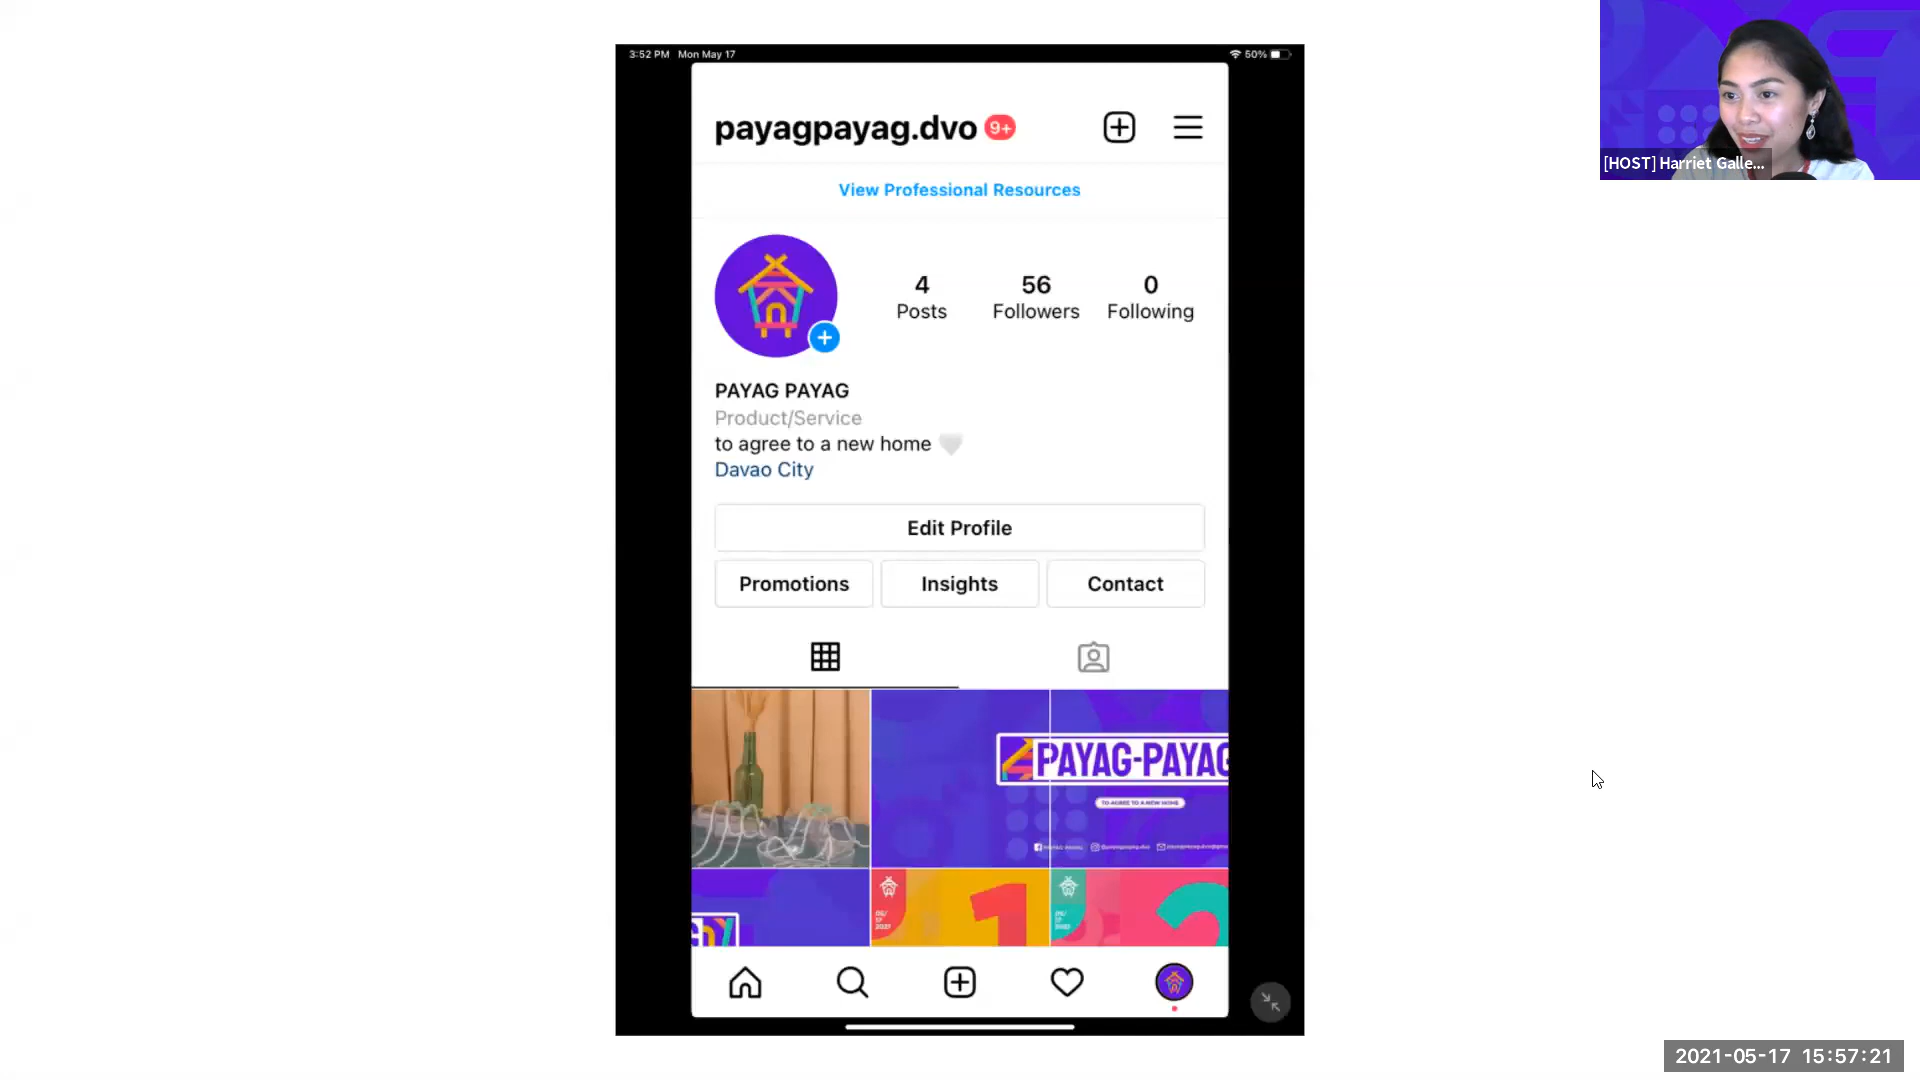 3:52 PM Mon May 17
50%
payagpayag.dvo 9+
View Professional Resources
4
Posts
56
Followers
0
Following
PAYAG PAYAG
Product/Service
to agree to a new home 🤍
Davao City
Edit Profile
Promotions
Insights
Contact
PAYAG-PAYAG
TO AGREE TO A NEW HOME
1
2
[HOST] Harriet Galle...
2021-05-17 15:57:21